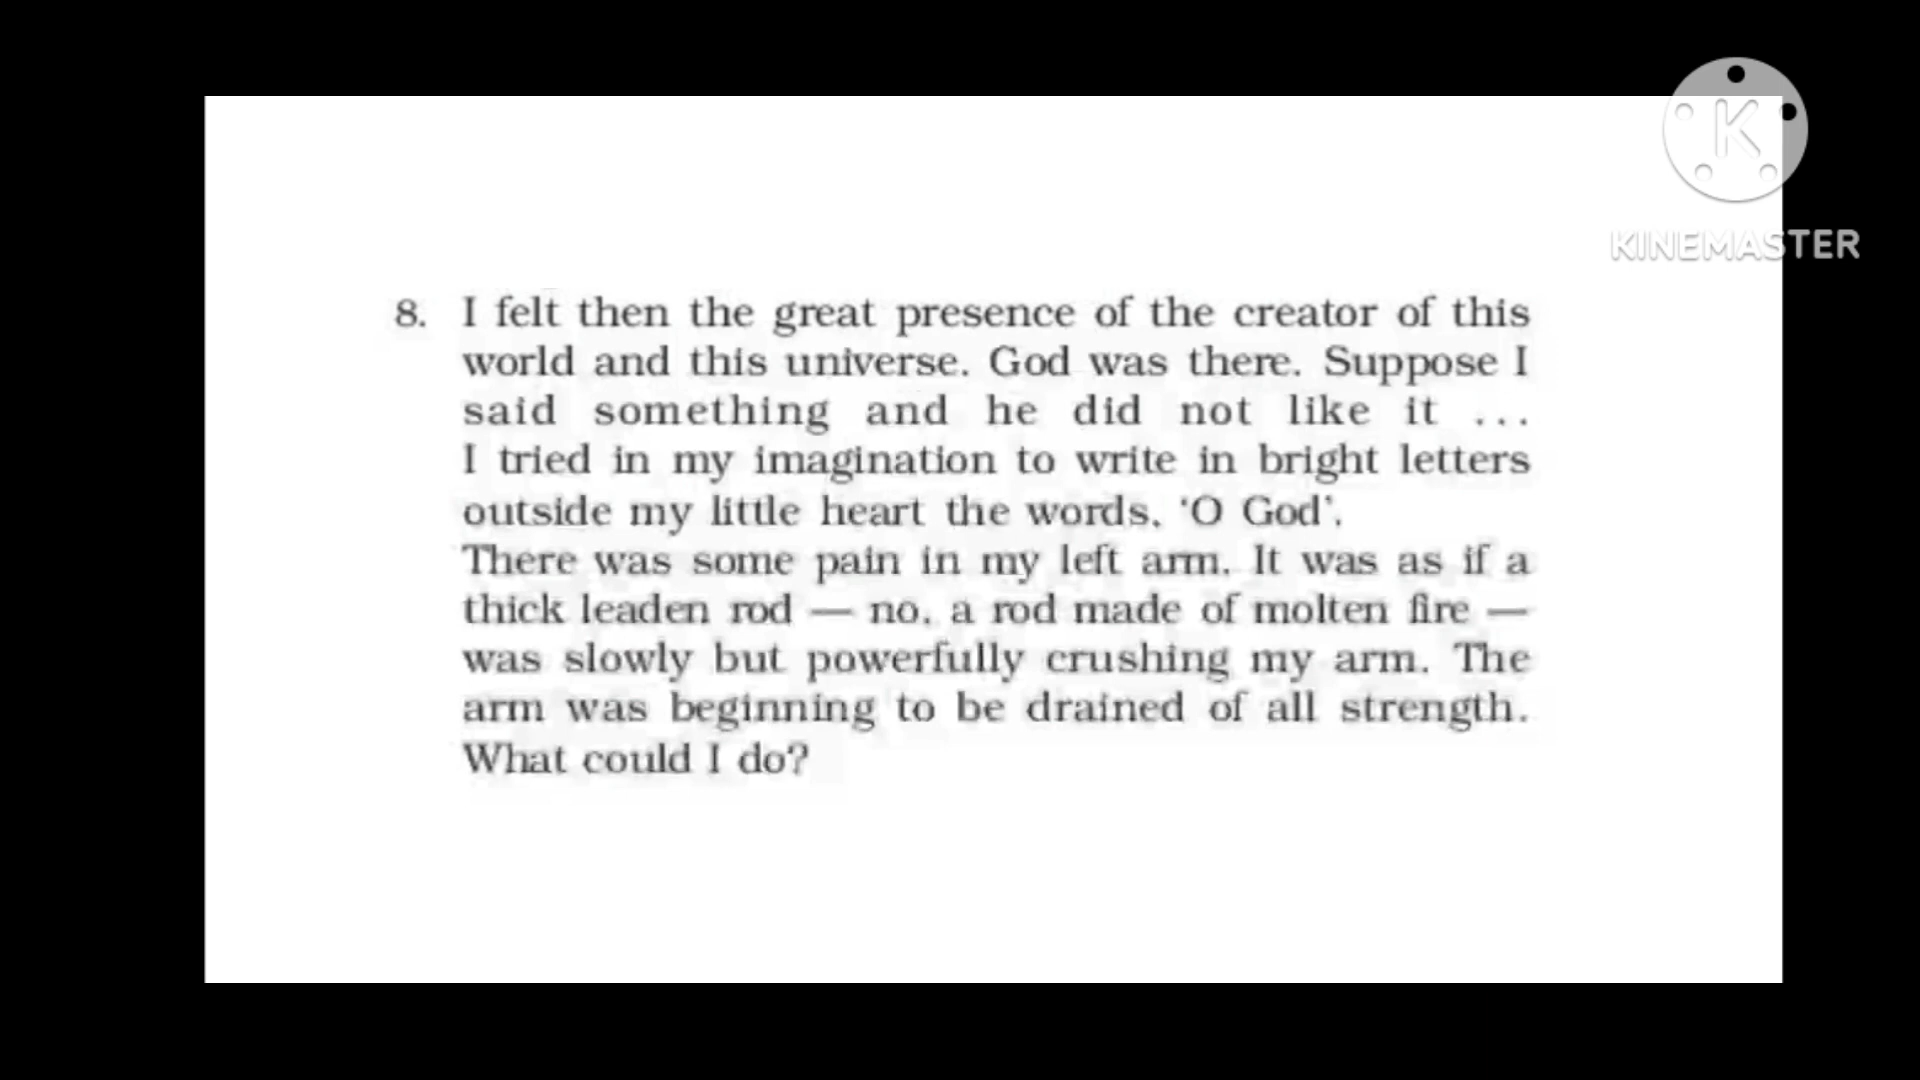 K
KINEMASTER
8. I felt then the great presence of the creator of this
world and this universe. God was there. Suppose I
said something and he did not like it ...
I tried in my imagination to write in bright letters
outside my little heart the words, ‘O God’.
There was some pain in my left arm. It was as if a
thick leaden rod — no, a rod made of molten fire —
was slowly but powerfully crushing my arm. The
arm was beginning to be drained of all strength.
What could I do?